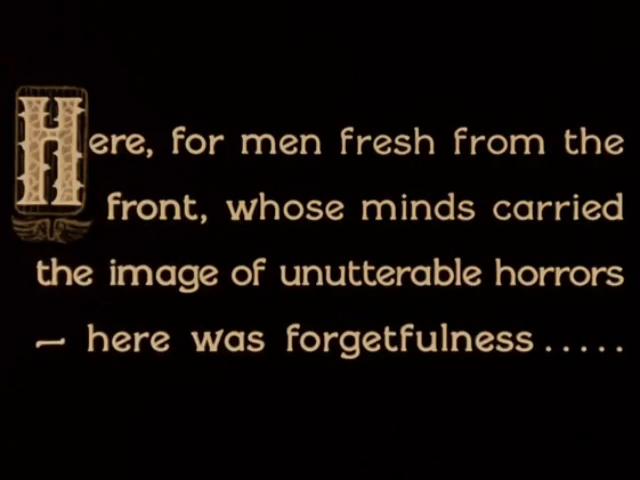 Here, for men fresh from the
front, whose minds carried
the image of unutterable horrors
— here was forgetfulness.....